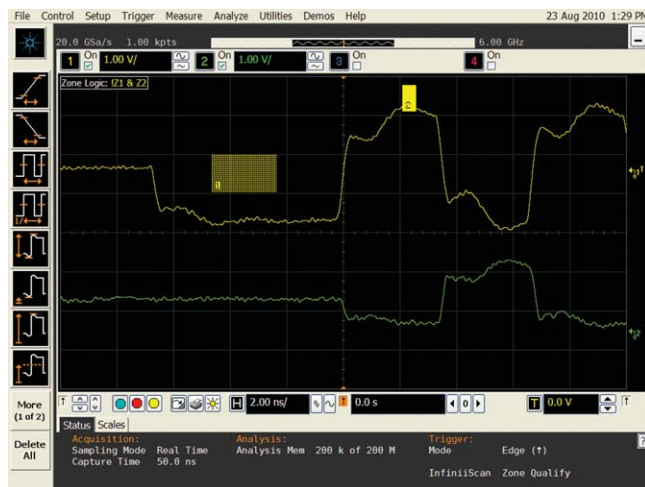 File Control Setup Trigger Measure Analyze Utilities Demos Help 23 Aug 2010 1:29 PM
20.0 GSa/s 1.00 kpts 6.00 GHz
1 On 1.00 V/ 2 On 1.00 V/ 3 On 4 On
Zone Logic: !Z1 & Z2
More
(1 of 2)
Delete
All
H 2.00 ns/ 0.0 s 0 T 0.0 V
Status Scales
Acquisition: Analysis: Trigger:
Sampling Mode Real Time Analysis Mem 200 k of 200 M Mode Edge (↑)
Capture Time 50.0 ns
InfiniiScan Zone Qualify